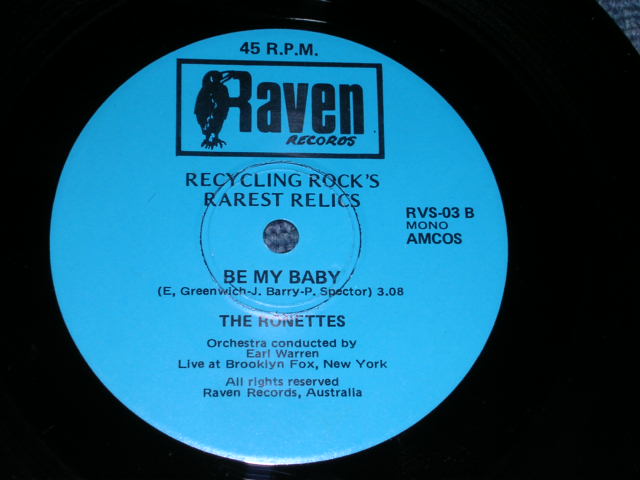 45 R.P.M.
Raven
RECORDS
RECYCLING ROCK'S
RAREST RELICS
RVS-03 B
MONO
AMCOS
BE MY BABY
(E, Greenwich-J. Barry-P. Spector) 3.08
THE RONETTES
Orchestra conducted by
Earl Warren
Live at Brooklyn Fox, New York
All rights reserved
Raven Records, Australia